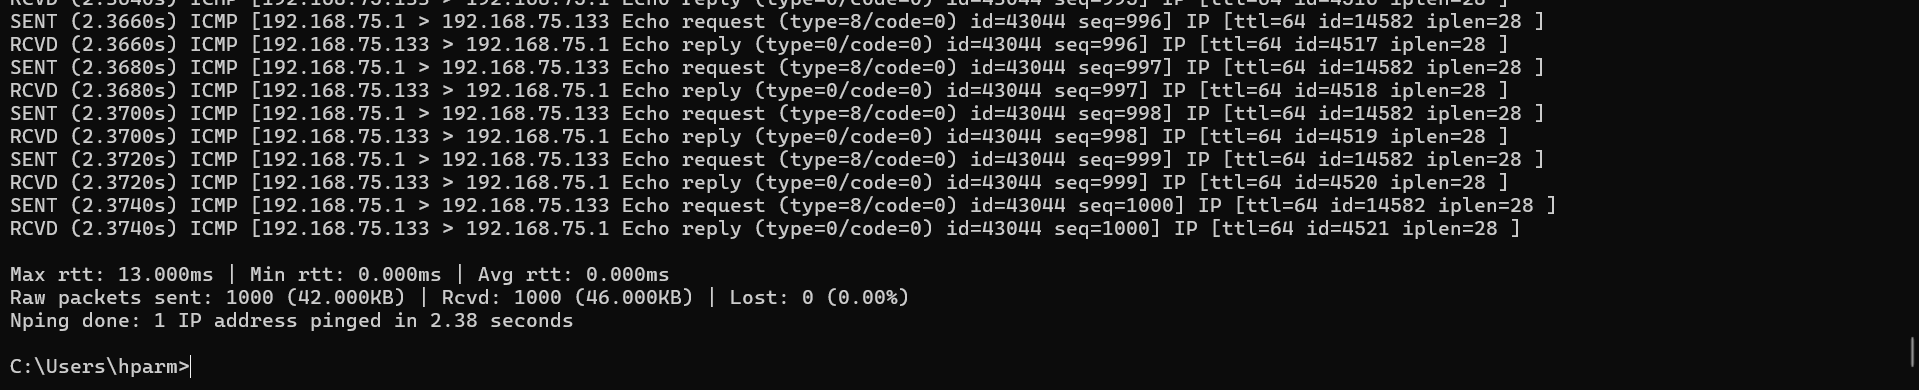 RCVD (2.3640s) ICMP [192.168.75.133 > 192.168.75.1 Echo reply (type=0/code=0) id=43044 seq=995] IP [ttl=64 id=4516 iplen=28 ]
SENT (2.3660s) ICMP [192.168.75.1 > 192.168.75.133 Echo request (type=8/code=0) id=43044 seq=996] IP [ttl=64 id=14582 iplen=28 ]
RCVD (2.3660s) ICMP [192.168.75.133 > 192.168.75.1 Echo reply (type=0/code=0) id=43044 seq=996] IP [ttl=64 id=4517 iplen=28 ]
SENT (2.3680s) ICMP [192.168.75.1 > 192.168.75.133 Echo request (type=8/code=0) id=43044 seq=997] IP [ttl=64 id=14582 iplen=28 ]
RCVD (2.3680s) ICMP [192.168.75.133 > 192.168.75.1 Echo reply (type=0/code=0) id=43044 seq=997] IP [ttl=64 id=4518 iplen=28 ]
SENT (2.3700s) ICMP [192.168.75.1 > 192.168.75.133 Echo request (type=8/code=0) id=43044 seq=998] IP [ttl=64 id=14582 iplen=28 ]
RCVD (2.3700s) ICMP [192.168.75.133 > 192.168.75.1 Echo reply (type=0/code=0) id=43044 seq=998] IP [ttl=64 id=4519 iplen=28 ]
SENT (2.3720s) ICMP [192.168.75.1 > 192.168.75.133 Echo request (type=8/code=0) id=43044 seq=999] IP [ttl=64 id=14582 iplen=28 ]
RCVD (2.3720s) ICMP [192.168.75.133 > 192.168.75.1 Echo reply (type=0/code=0) id=43044 seq=999] IP [ttl=64 id=4520 iplen=28 ]
SENT (2.3740s) ICMP [192.168.75.1 > 192.168.75.133 Echo request (type=8/code=0) id=43044 seq=1000] IP [ttl=64 id=14582 iplen=28 ]
RCVD (2.3740s) ICMP [192.168.75.133 > 192.168.75.1 Echo reply (type=0/code=0) id=43044 seq=1000] IP [ttl=64 id=4521 iplen=28 ]
Max rtt: 13.000ms | Min rtt: 0.000ms | Avg rtt: 0.000ms
Raw packets sent: 1000 (42.000KB) | Rcvd: 1000 (46.000KB) | Lost: 0 (0.00%)
Nping done: 1 IP address pinged in 2.38 seconds
C:\Users\hparm>